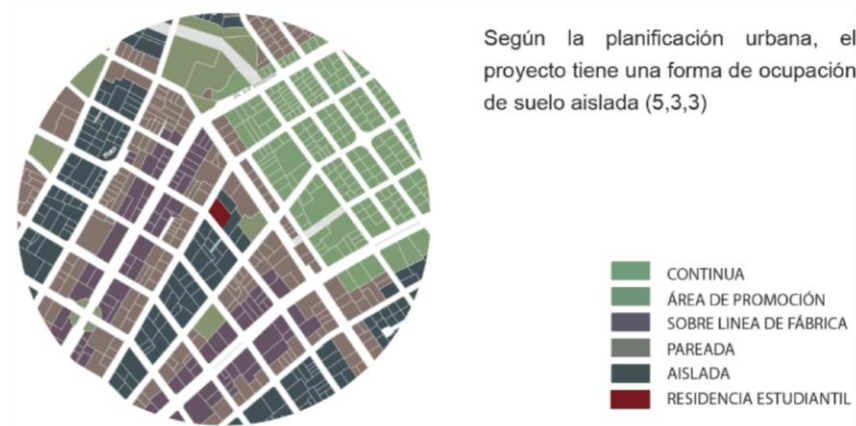 Según la planificación urbana, el
proyecto tiene una forma de ocupación
de suelo aislada (5,3,3)
CONTINUA
ÁREA DE PROMOCIÓN
SOBRE LINEA DE FÁBRICA
PAREADA
AISLADA
RESIDENCIA ESTUDIANTIL